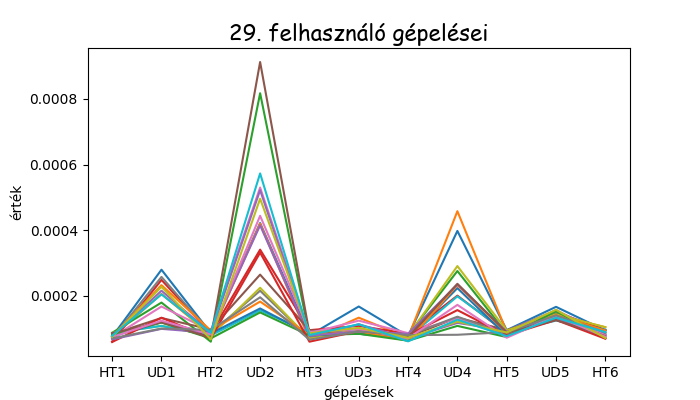 29. felhasználó gépelései
0.0008
0.0006
0.0004
0.0002
érték
HT1 UD1 HT2 UD2 HT3 UD3 HT4 UD4 HT5 UD5 HT6
gépelések